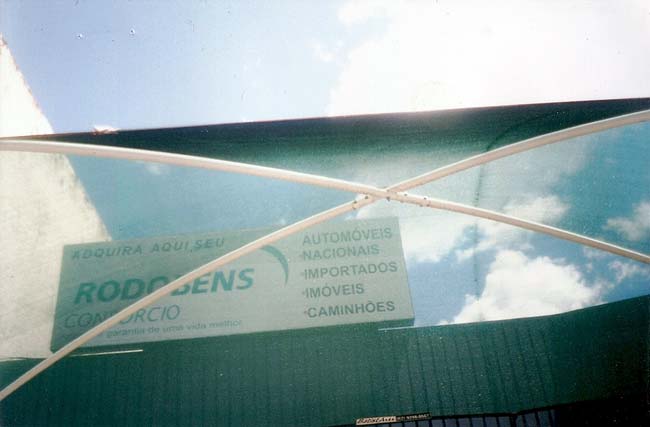 ADQUIRA AQUI, SEU
RODOBENS
CONSÓRCIO
garantia de uma vida melhor
AUTOMÓVEIS
·NACIONAIS
·IMPORTADOS
·IMÓVEIS
·CAMINHÕES